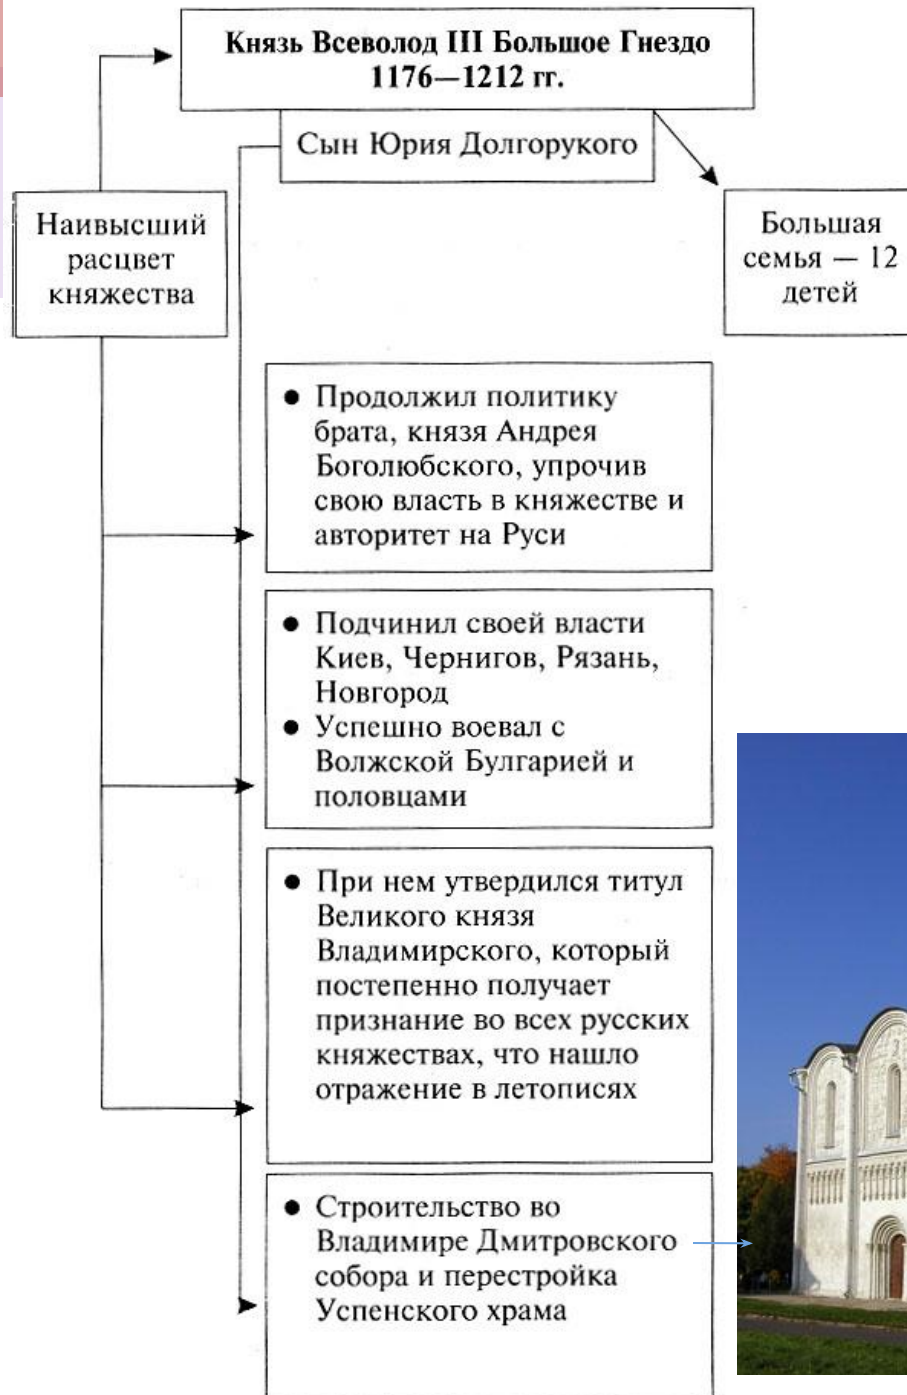 Князь Всеволод III Большое Гнездо
1176—1212 гг.
Сын Юрия Долгорукого
Наивысший
расцвет
княжества
Большая
семья — 12
детей
● Продолжил политику
брата, князя Андрея
Боголюбского, упрочив
свою власть в княжестве и
авторитет на Руси
● Подчинил своей власти
Киев, Чернигов, Рязань,
Новгород
● Успешно воевал с
Волжской Булгарией и
половцами
● При нем утвердился титул
Великого князя
Владимирского, который
постепенно получает
признание во всех русских
княжествах, что нашло
отражение в летописях
● Строительство во
Владимире Дмитровского
собора и перестройка
Успенского храма